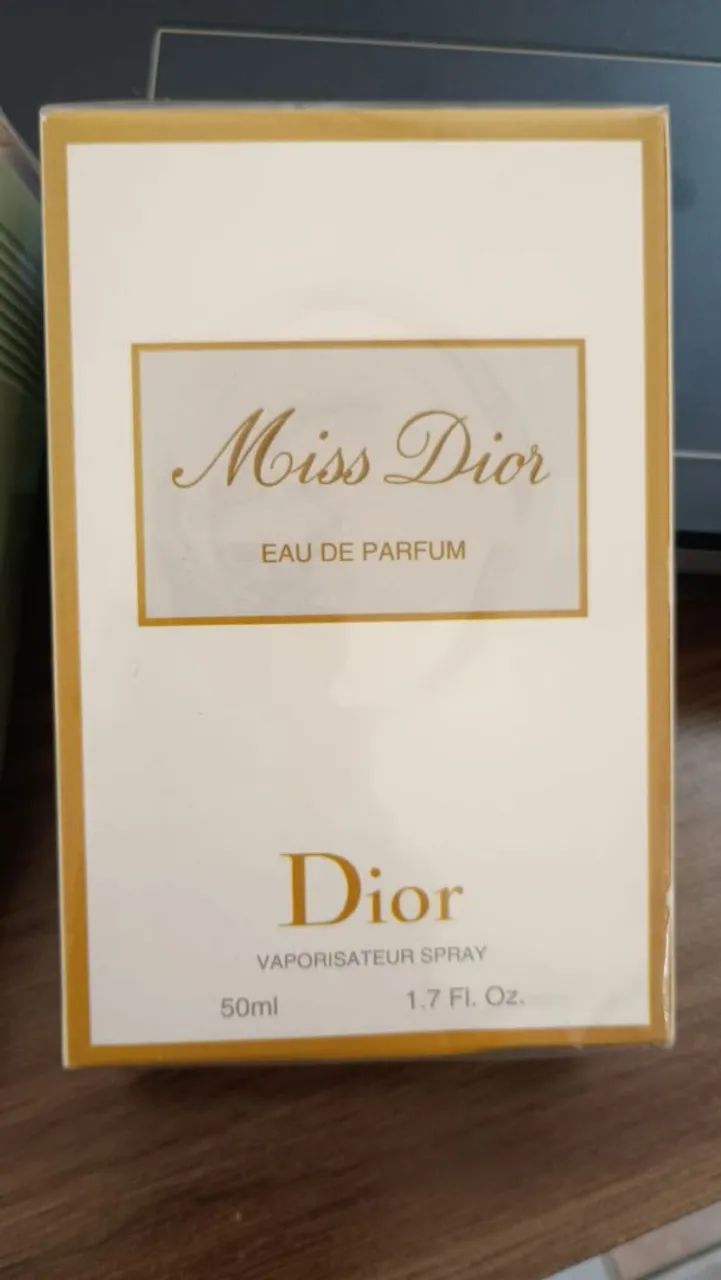 Miss Dior
EAU DE PARFUM
Dior
VAPORISATEUR SPRAY
50ml 1.7 Fl. Oz.